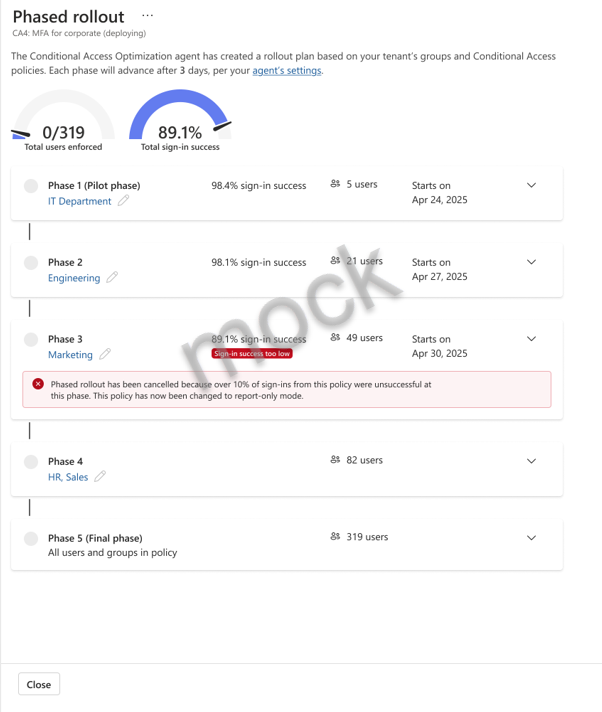 Phased rollout ...
CA4: MFA for corporate (deploying)
The Conditional Access Optimization agent has created a rollout plan based on your tenant's groups and Conditional Access
policies. Each phase will advance after 3 days, per your agent's settings.
0/319
Total users enforced
89.1%
Total sign-in success
Phase 1 (Pilot phase)
IT Department
98.4% sign-in success
5 users
Starts on
Apr 24, 2025
Phase 2
Engineering
98.1% sign-in success
21 users
Starts on
Apr 27, 2025
mock
Phase 3
Marketing
89.1% sign-in success
Sign-in success too low
49 users
Starts on
Apr 30, 2025
Phased rollout has been cancelled because over 10% of sign-ins from this policy were unsuccessful at
this phase. This policy has now been changed to report-only mode.
Phase 4
HR, Sales
82 users
Phase 5 (Final phase)
All users and groups in policy
319 users
Close